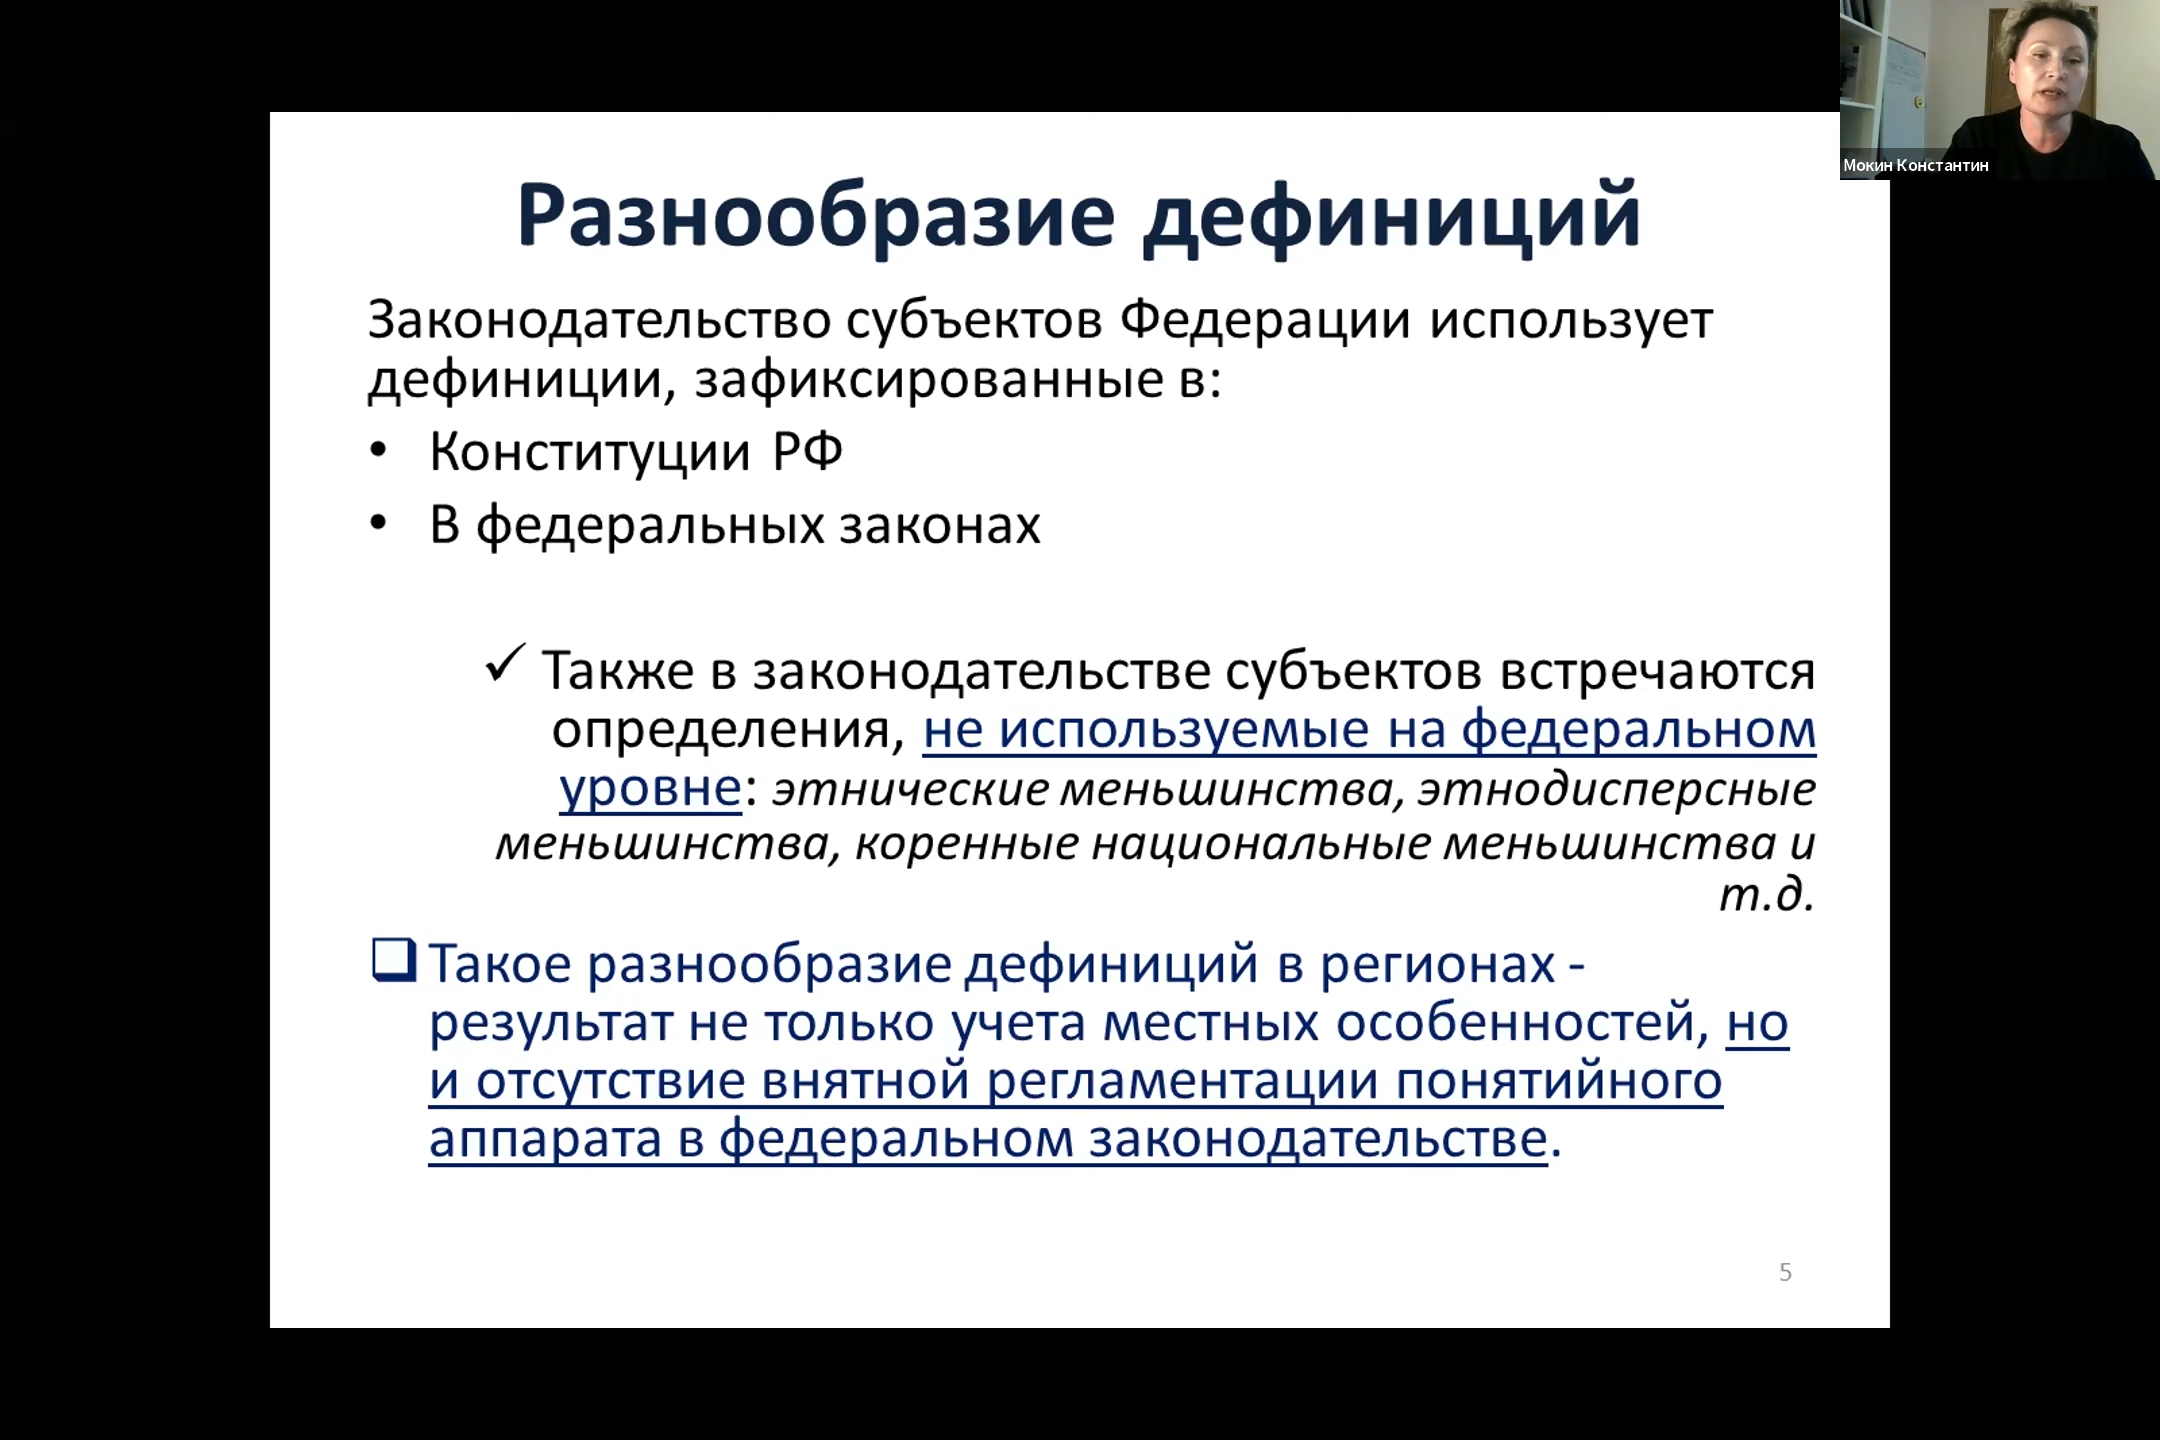 Мокин Константин
Разнообразие дефиниций
Законодательство субъектов Федерации использует
дефиниции, зафиксированные в:
• Конституции РФ
• В федеральных законах
✓ Также в законодательстве субъектов встречаются
определения, не используемые на федеральном
уровне: этнические меньшинства, этнодисперсные
меньшинства, коренные национальные меньшинства и
т.д.
❑ Такое разнообразие дефиниций в регионах -
результат не только учета местных особенностей, но
и отсутствие внятной регламентации понятийного
аппарата в федеральном законодательстве.
5